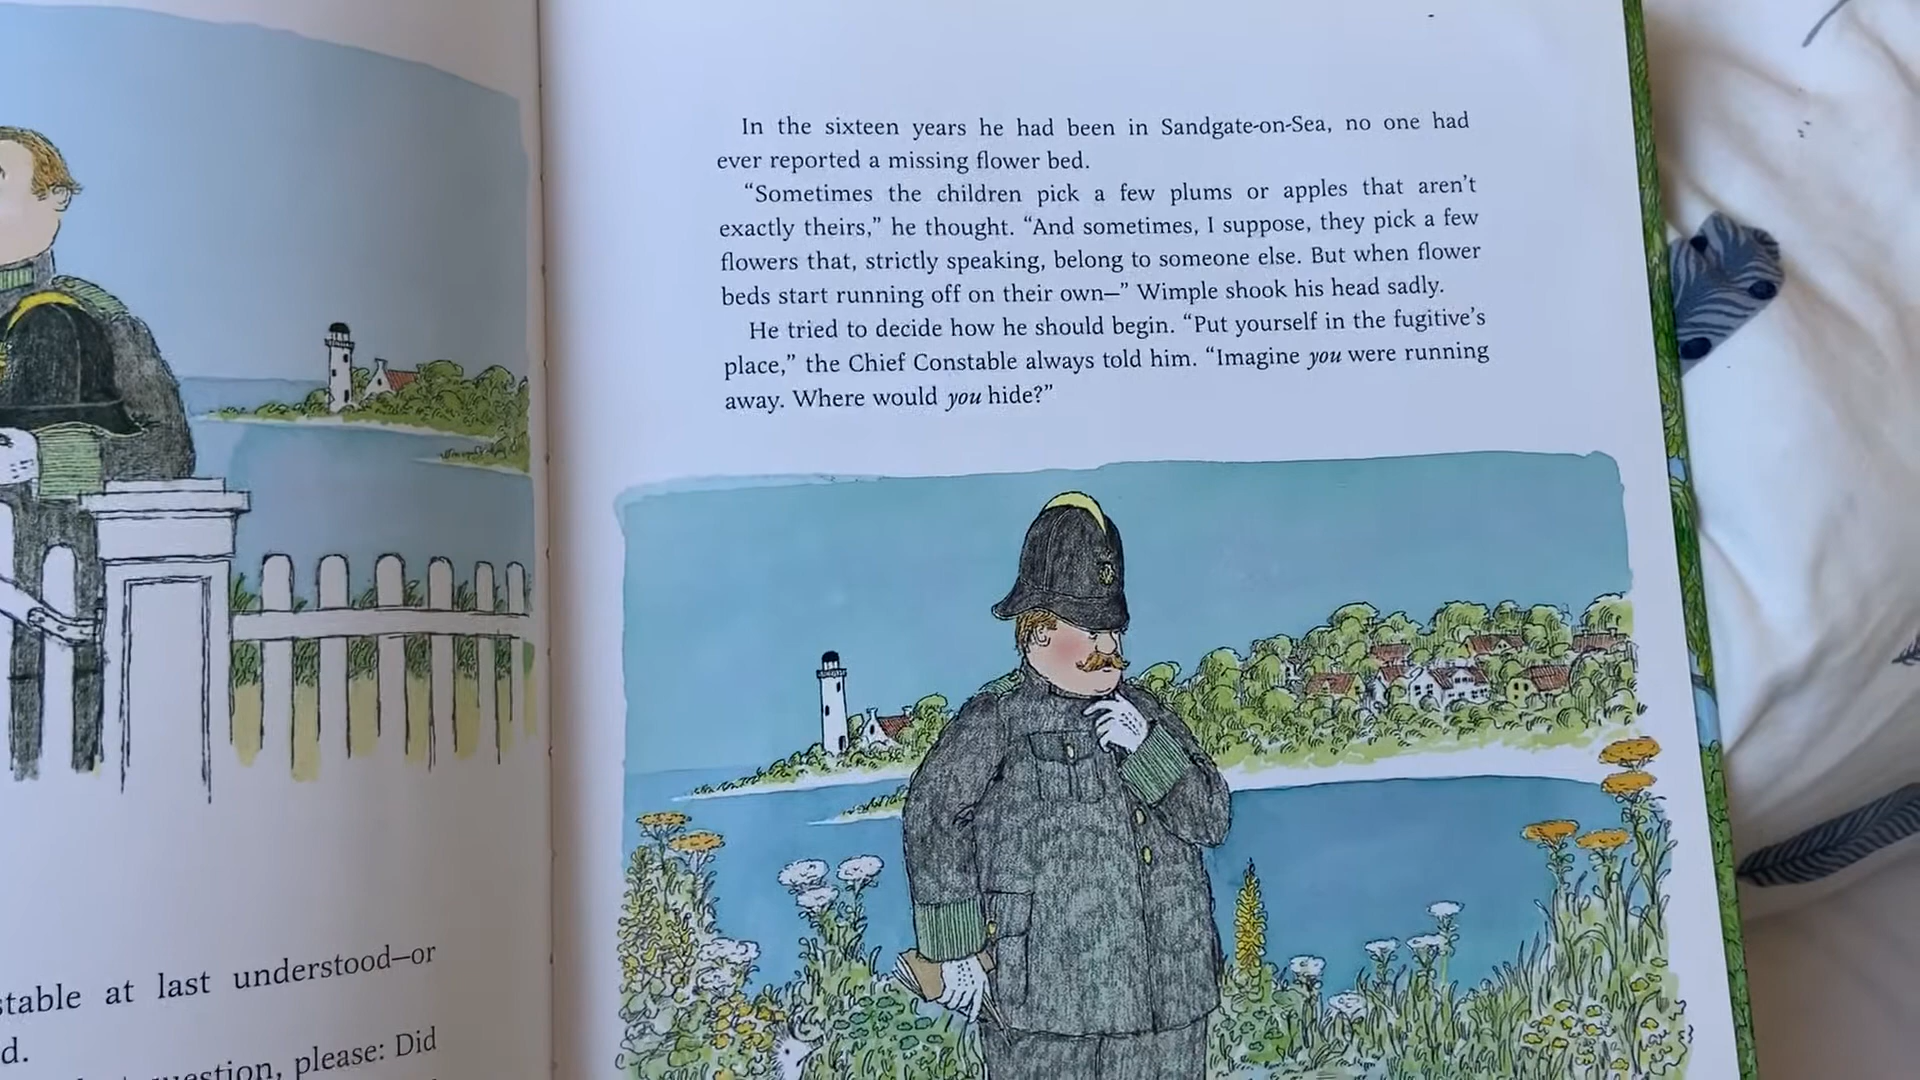 stable at last understood—or
d.
question, please: Did
In the sixteen years he had been in Sandgate-on-Sea, no one had
ever reported a missing flower bed.
“Sometimes the children pick a few plums or apples that aren’t
exactly theirs,” he thought. “And sometimes, I suppose, they pick a few
flowers that, strictly speaking, belong to someone else. But when flower
beds start running off on their own—” Wimple shook his head sadly.
He tried to decide how he should begin. “Put yourself in the fugitive’s
place,” the Chief Constable always told him. “Imagine you were running
away. Where would you hide?”